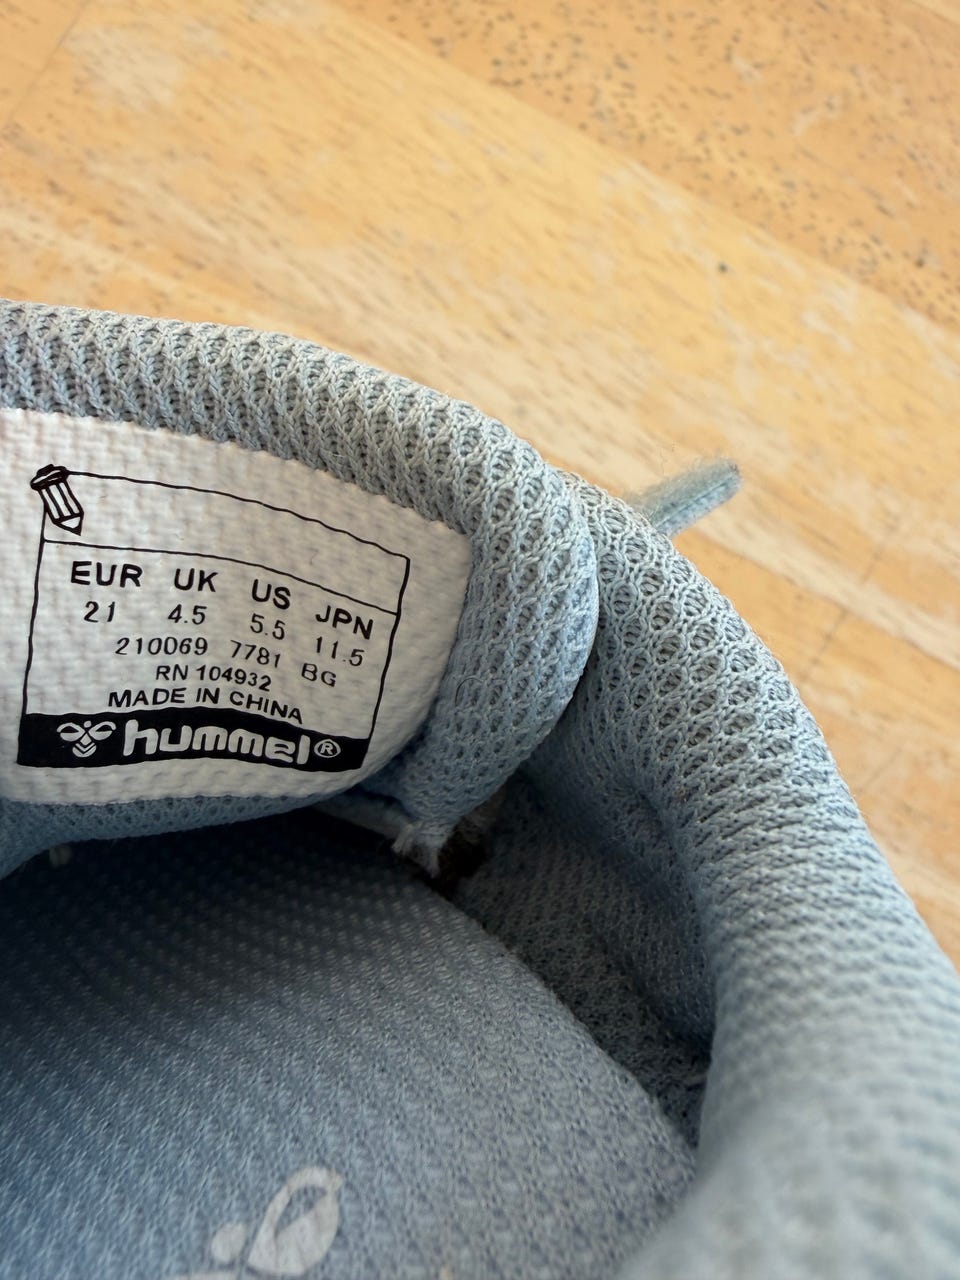 EUR UK US JPN
21 4.5 5.5 11.5
210069 7781 BG
RN 104932
MADE IN CHINA
hummel®